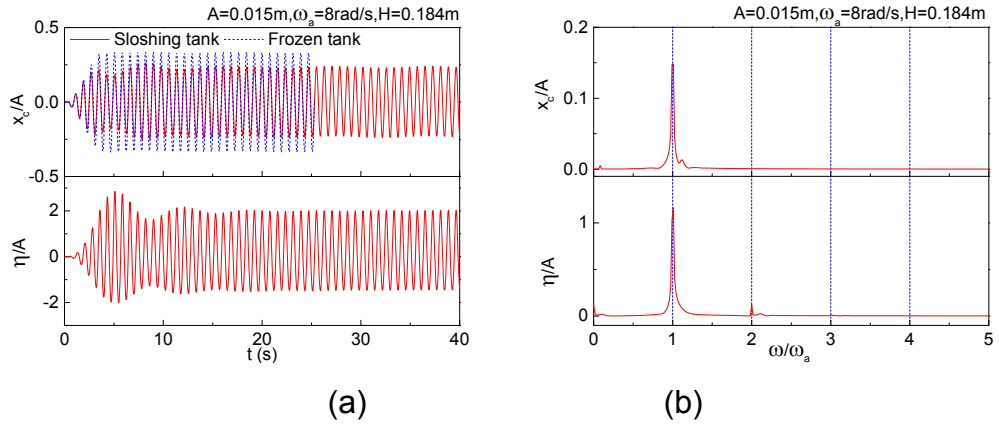 A=0.015m,ωₐ=8rad/s,H=0.184m
0.5
Sloshing tank
Frozen tank
0.0
-0.5
x_c/A
2
0
-2
η/A
0 10 20 30 40
t (s)
(a)
A=0.015m,ωₐ=8rad/s,H=0.184m
0.2
0.1
0.0
x_c/A
1
0
η/A
0 1 2 3 4 5
ω/ωₐ
(b)